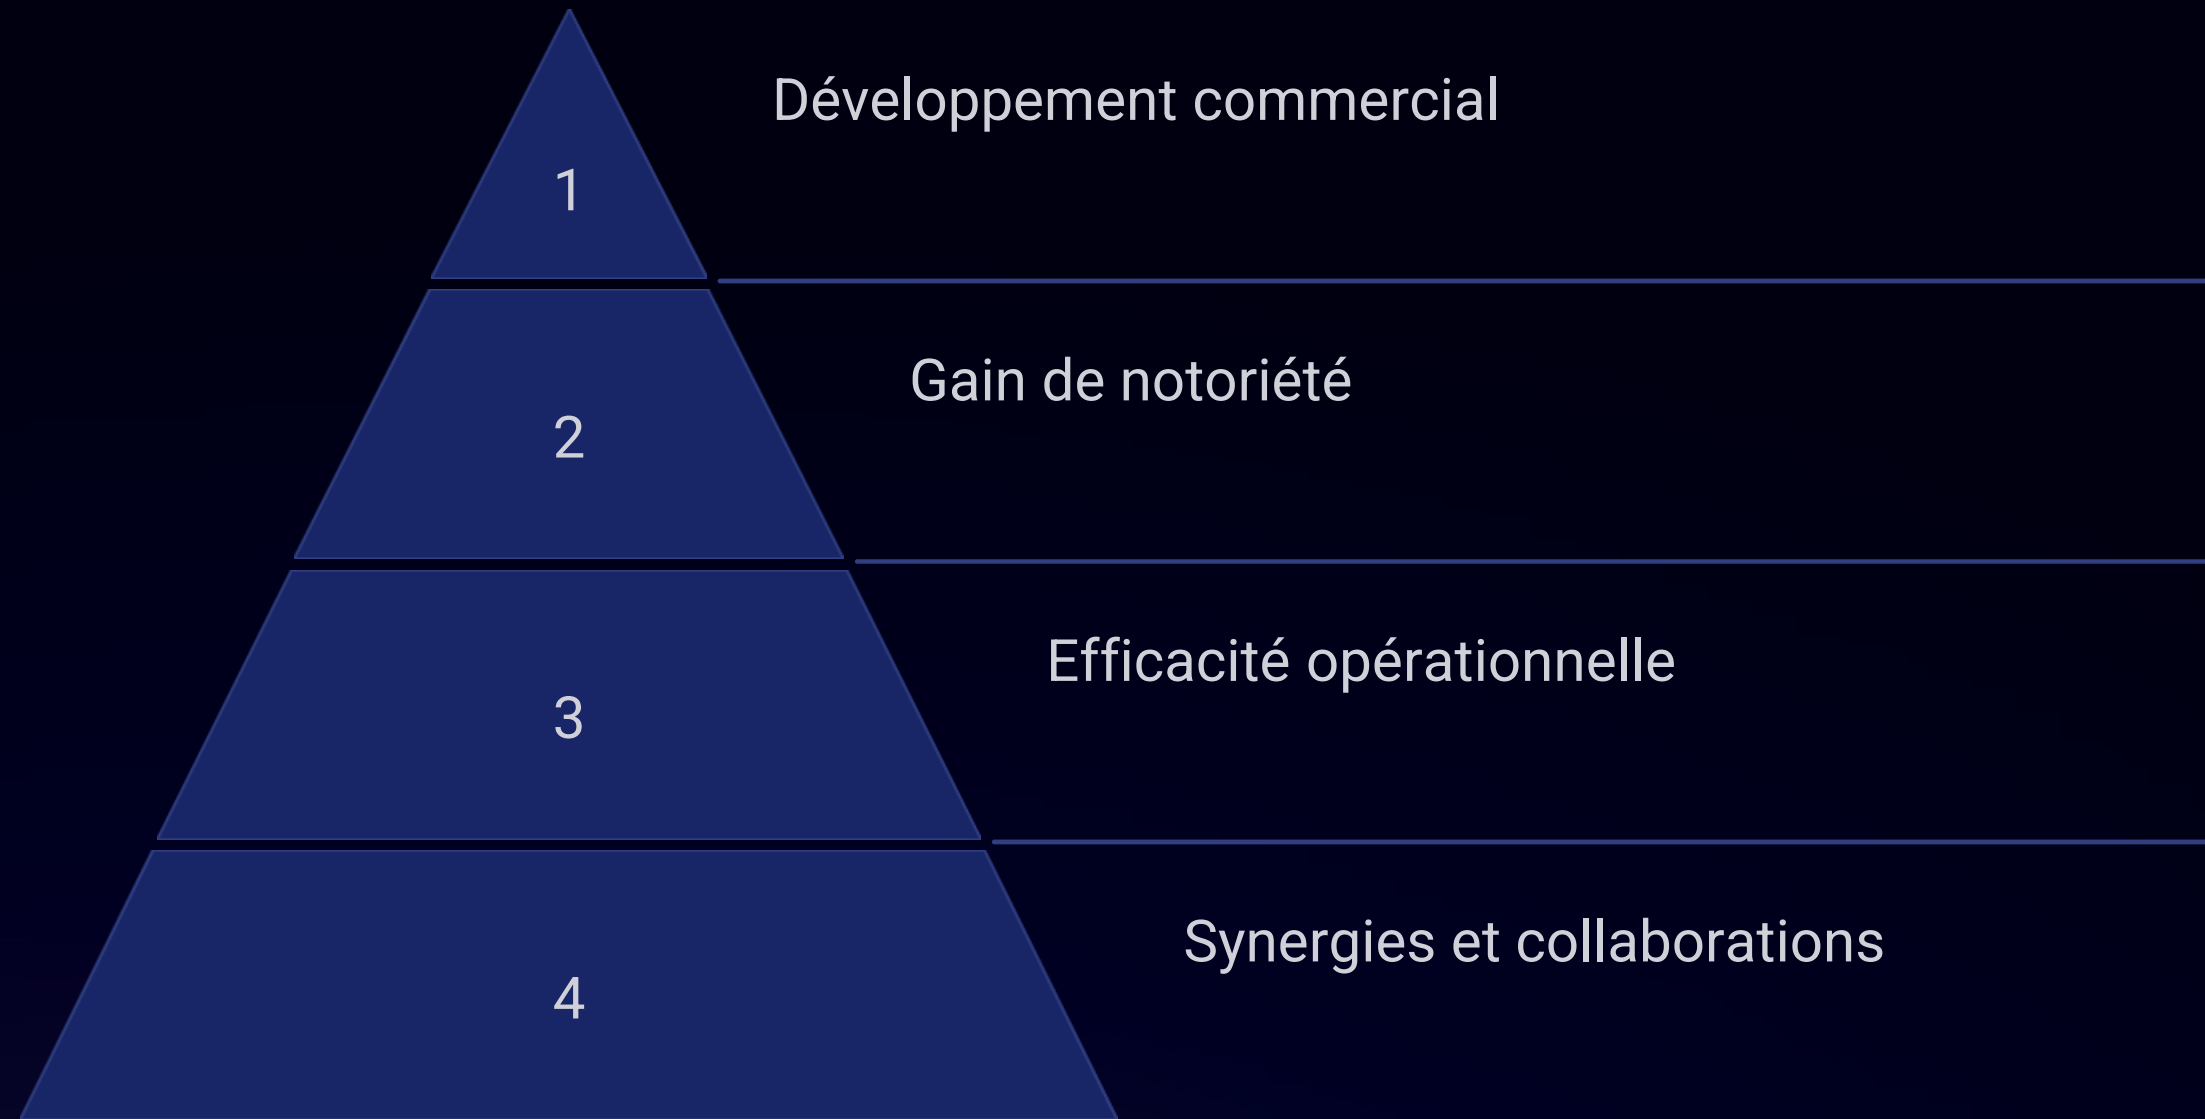 Développement commercial
1
Gain de notoriété
2
Efficacité opérationnelle
3
Synergies et collaborations
4